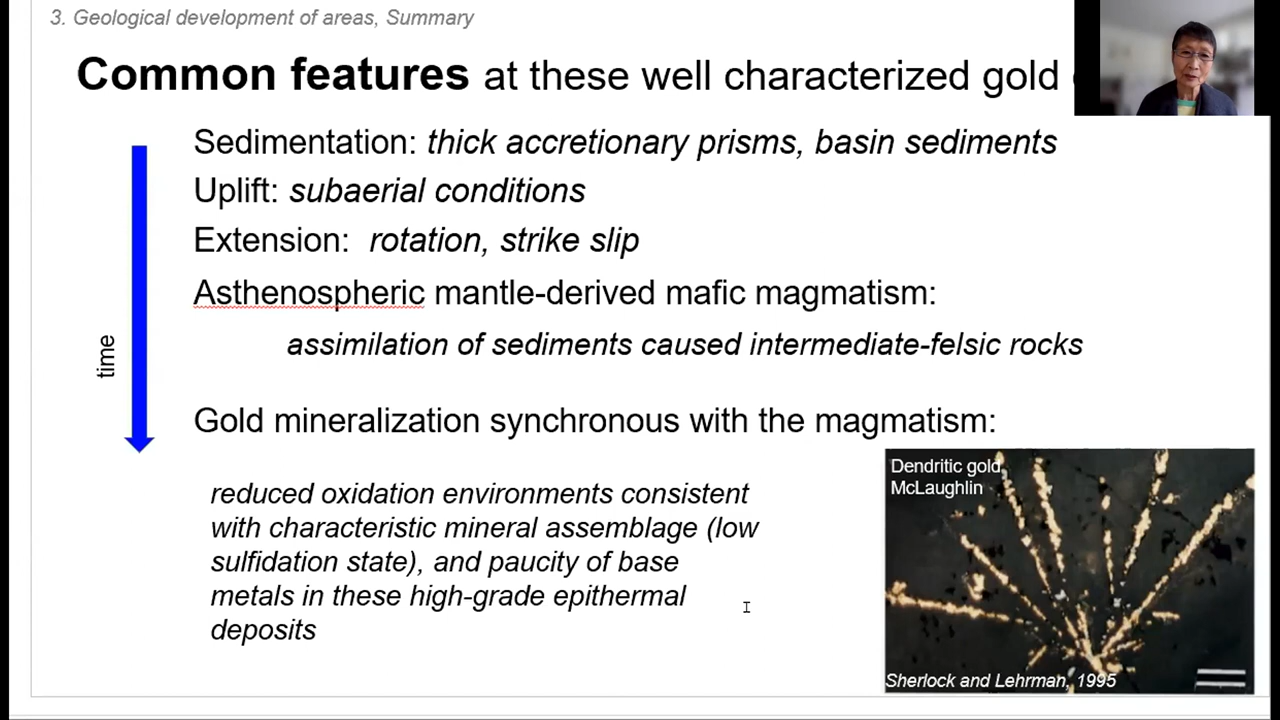 3. Geological development of areas, Summary
Common features at these well characterized gold
Sedimentation: thick accretionary prisms, basin sediments
Uplift: subaerial conditions
Extension: rotation, strike slip
Asthenospheric mantle-derived mafic magmatism:
assimilation of sediments caused intermediate-felsic rocks
time
Gold mineralization synchronous with the magmatism:
reduced oxidation environments consistent
with characteristic mineral assemblage (low
sulfidation state), and paucity of base
metals in these high-grade epithermal
deposits
Dendritic gold,
McLaughlin
Sherlock and Lehrman, 1995